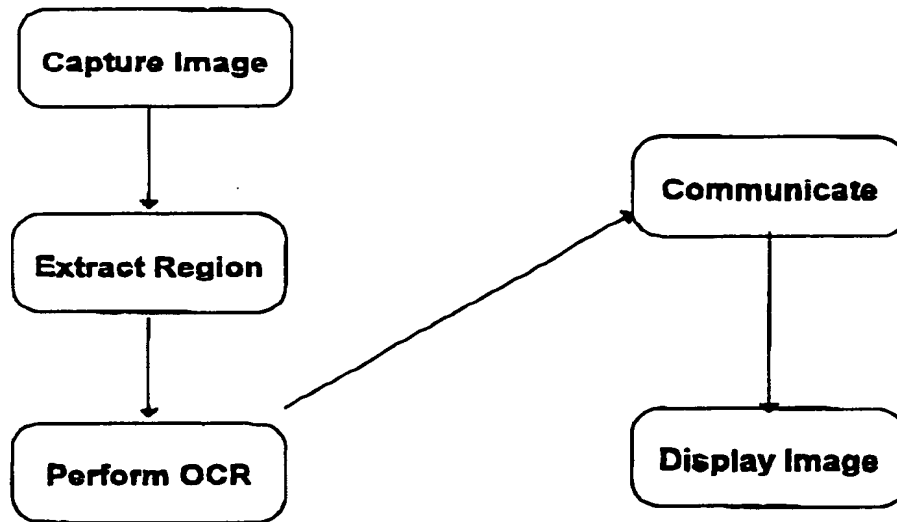 Capture Image
Extract Region
Perform OCR
Communicate
Display Image